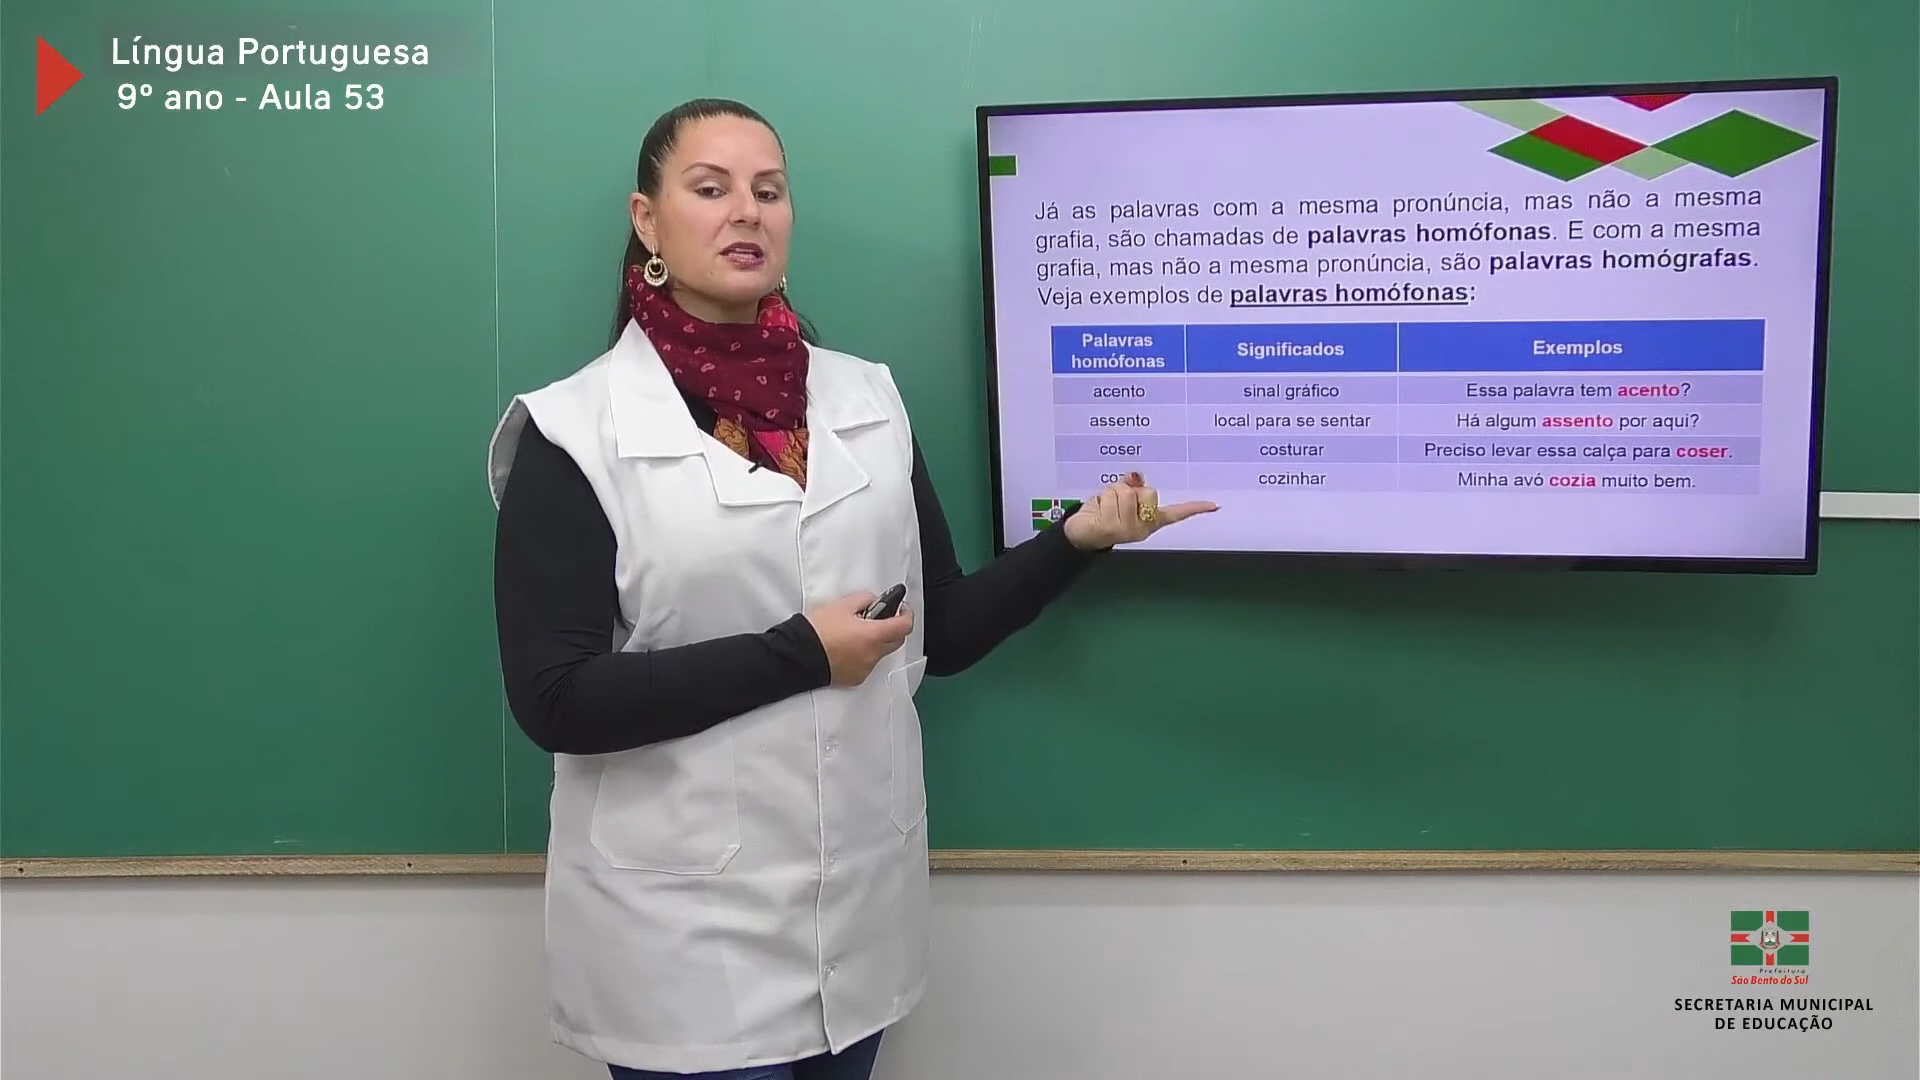 Língua Portuguesa
9º ano - Aula 53
Já as palavras com a mesma pronúncia, mas não a mesma
grafia, são chamadas de palavras homófonas. E com a mesma
grafia, mas não a mesma pronúncia, são palavras homógrafas.
Veja exemplos de palavras homófonas:
Palavras
homófonas
Significados
Exemplos
acento
sinal gráfico
Essa palavra tem acento?
assento
local para se sentar
Há algum assento por aqui?
coser
costurar
Preciso levar essa calça para coser.
cozinhar
Minha avó cozia muito bem.
Prefeitura
São Bento do Sul
SECRETARIA MUNICIPAL
DE EDUCAÇÃO